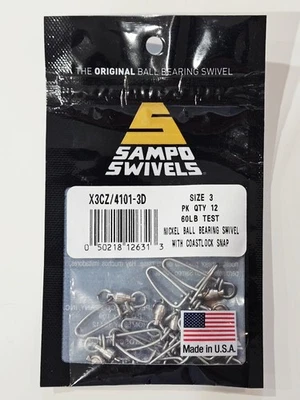 THE ORIGINAL BALL BEARING SWIVEL
SAMPO
SWIVELS
X3CZ/4101-3D
SIZE 3
PK QTY 12
60LB TEST
NICKEL BALL BEARING SWIVEL
WITH COASTLOCK SNAP
0 50218 12631 3
Made in U.S.A.